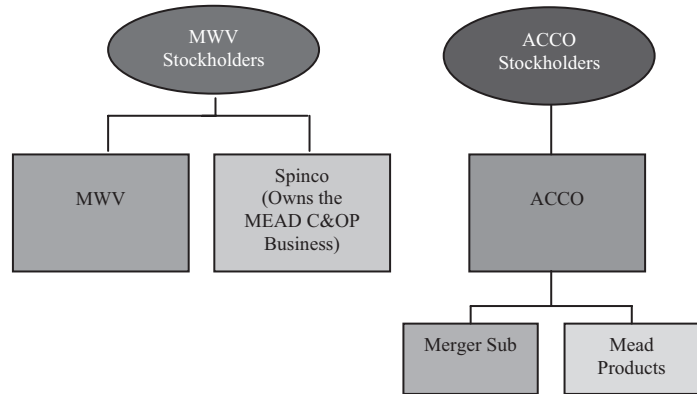 MWV
Stockholders
ACCO
Stockholders
MWV
Spinco
(Owns the
MEAD C&OP
Business)
ACCO
Merger Sub
Mead
Products